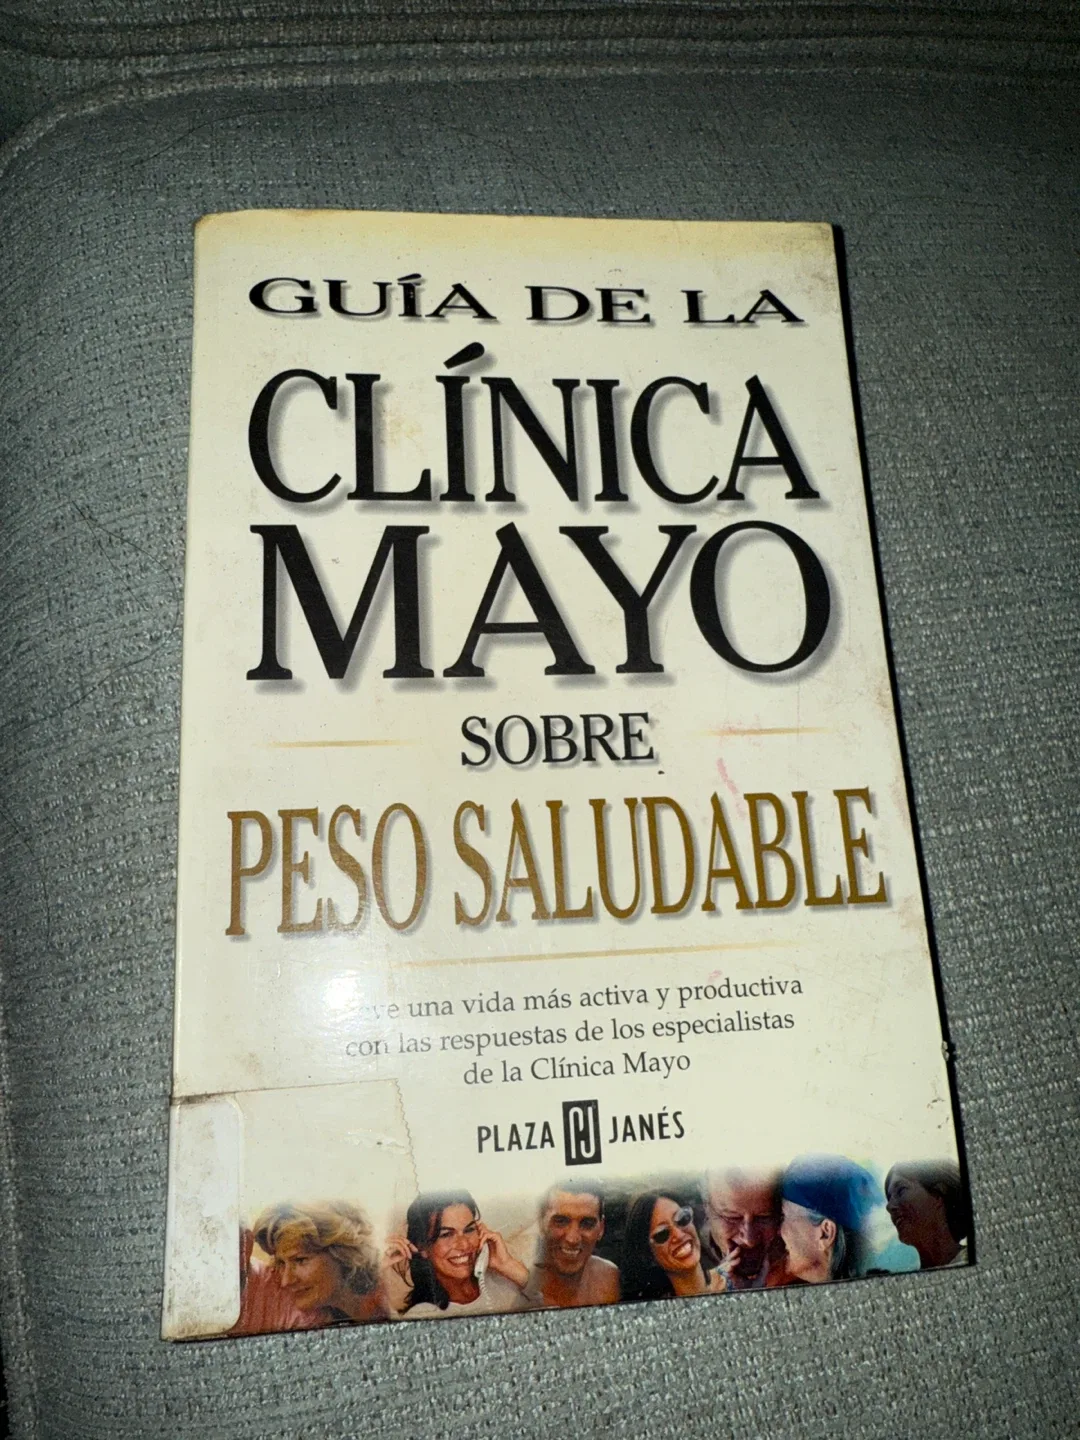 GUÍA DE LA
CLÍNICA
MAYO
SOBRE
PESO SALUDABLE
una vida más activa y productiva
con las respuestas de los especialistas
de la Clínica Mayo
PLAZA PJ JANÉS